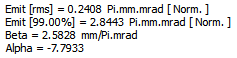 Emit [rms] = 0.2408 Pi.mm.mrad [ Norm. ]
Emit [99.00%] = 2.8443 Pi.mm.mrad [ Norm. ]
Beta = 2.5828 mm/Pi.mrad
Alpha = -7.7933